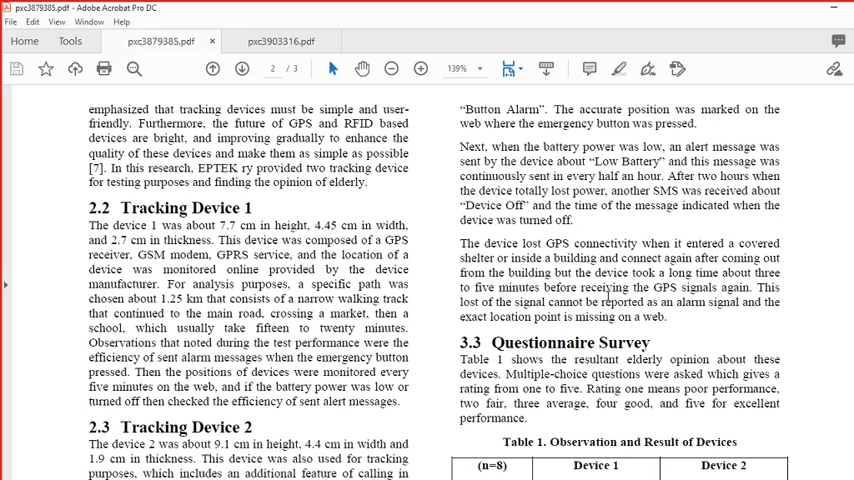 pxc3879385.pdf - Adobe Acrobat Pro DC
File Edit View Window Help
Home Tools pxc3879385.pdf × pxc3903316.pdf
2 / 3 139%
emphasized that tracking devices must be simple and user-
friendly. Furthermore, the future of GPS and RFID based
devices are bright, and improving gradually to enhance the
quality of these devices and make them as simple as possible
[7]. In this research, EPTEK ry provided two tracking device
for testing purposes and finding the opinion of elderly.
2.2 Tracking Device 1
The device 1 was about 7.7 cm in height, 4.45 cm in width,
and 2.7 cm in thickness. This device was composed of a GPS
receiver, GSM modem, GPRS service, and the location of a
device was monitored online provided by the device
manufacturer. For analysis purposes, a specific path was
chosen about 1.25 km that consists of a narrow walking track
that continued to the main road, crossing a market, then a
school, which usually take fifteen to twenty minutes.
Observations that noted during the test performance were the
efficiency of sent alarm messages when the emergency button
pressed. Then the positions of devices were monitored every
five minutes on the web, and if the battery power was low or
turned off then checked the efficiency of sent alert messages.
2.3 Tracking Device 2
The device 2 was about 9.1 cm in height, 4.4 cm in width and
1.9 cm in thickness. This device was also used for tracking
purposes, which includes an additional feature of calling in
“Button Alarm”. The accurate position was marked on the
web where the emergency button was pressed.
Next, when the battery power was low, an alert message was
sent by the device about “Low Battery” and this message was
continuously sent in every half an hour. After two hours when
the device totally lost power, another SMS was received about
“Device Off” and the time of the message indicated when the
device was turned off.
The device lost GPS connectivity when it entered a covered
shelter or inside a building and connect again after coming out
from the building but the device took a long time about three
to five minutes before receiving the GPS signals again. This
lost of the signal cannot be reported as an alarm signal and the
exact location point is missing on a web.
3.3 Questionnaire Survey
Table 1 shows the resultant elderly opinion about these
devices. Multiple-choice questions were asked which gives a
rating from one to five. Rating one means poor performance,
two fair, three average, four good, and five for excellent
performance.
Table 1. Observation and Result of Devices
(n=8) Device 1 Device 2